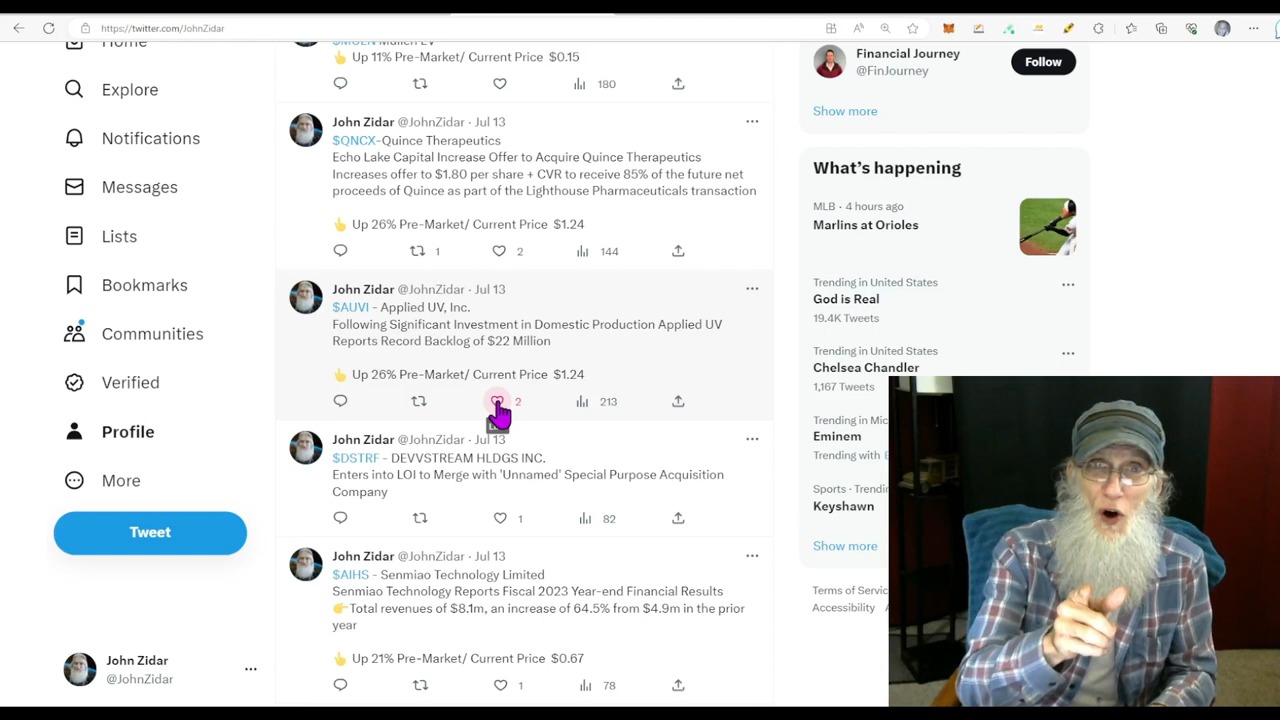 https://twitter.com/JohnZidar
Home
Explore
Notifications
Messages
Lists
Bookmarks
Communities
Verified
Profile
More
Tweet
John Zidar
@JohnZidar
$MULN Mullen EV
Up 11% Pre-Market/ Current Price $0.15
180
John Zidar @JohnZidar · Jul 13
$QNCX-Quince Therapeutics
Echo Lake Capital Increase Offer to Acquire Quince Therapeutics
Increases offer to $1.80 per share + CVR to receive 85% of the future net
proceeds of Quince as part of the Lighthouse Pharmaceuticals transaction
Up 26% Pre-Market/ Current Price $1.24
1 2 144
John Zidar @JohnZidar · Jul 13
$AUVI - Applied UV, Inc.
Following Significant Investment in Domestic Production Applied UV
Reports Record Backlog of $22 Million
Up 26% Pre-Market/ Current Price $1.24
2 213
John Zidar @JohnZidar · Jul 13
$DSTRF - DEVVSTREAM HLDGS INC.
Enters into LOI to Merge with 'Unnamed' Special Purpose Acquisition
Company
1 82
John Zidar @JohnZidar · Jul 13
$AIHS - Senmiao Technology Limited
Senmiao Technology Reports Fiscal 2023 Year-end Financial Results
Total revenues of $8.1m, an increase of 64.5% from $4.9m in the prior
year
Up 21% Pre-Market/ Current Price $0.67
1 78
Financial Journey
@FinJourney
Follow
Show more
What's happening
MLB · 4 hours ago
Marlins at Orioles
Trending in United States
God is Real
19.4K Tweets
Trending in United States
Chelsea Chandler
1,167 Tweets
Trending in
Eminem
Trending with
Sports ·
Keyshawn
Show more
Terms of
Accessibility